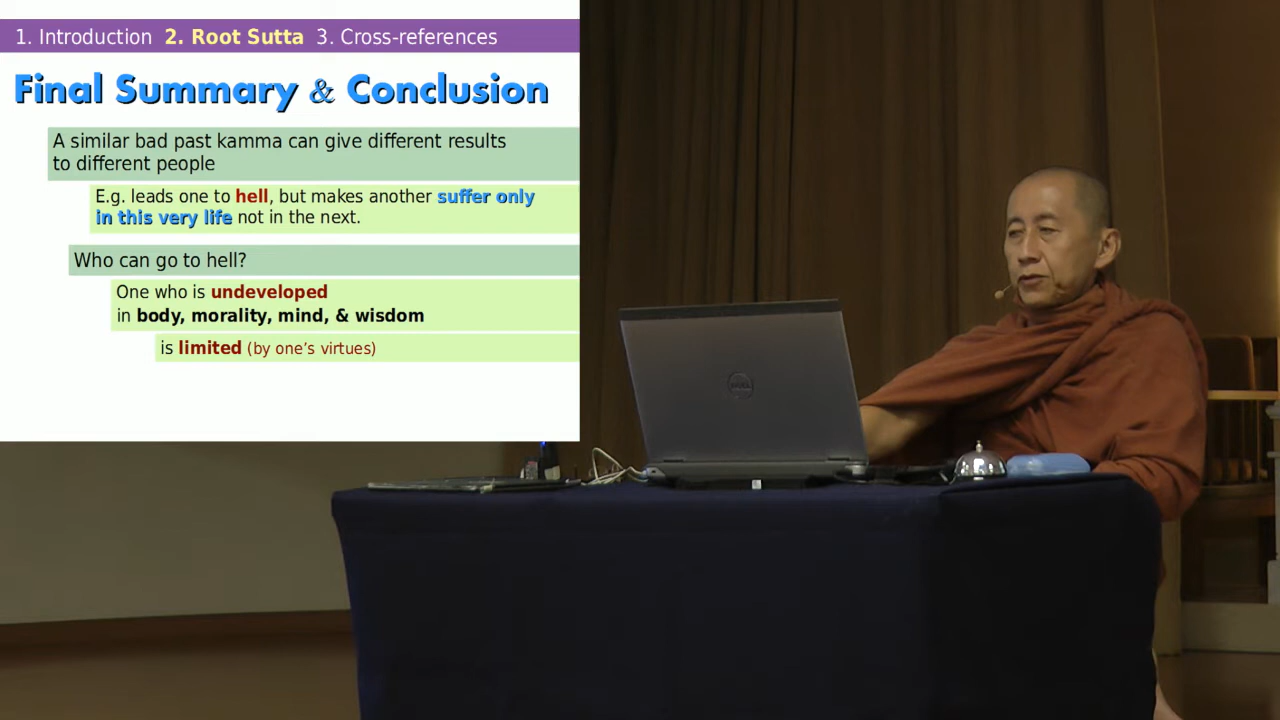 1. Introduction 2. Root Sutta 3. Cross-references
Final Summary & Conclusion
A similar bad past kamma can give different results
to different people
E.g. leads one to hell, but makes another suffer only
in this very life not in the next.
Who can go to hell?
One who is undeveloped
in body, morality, mind, & wisdom
is limited (by one’s virtues)
DELL